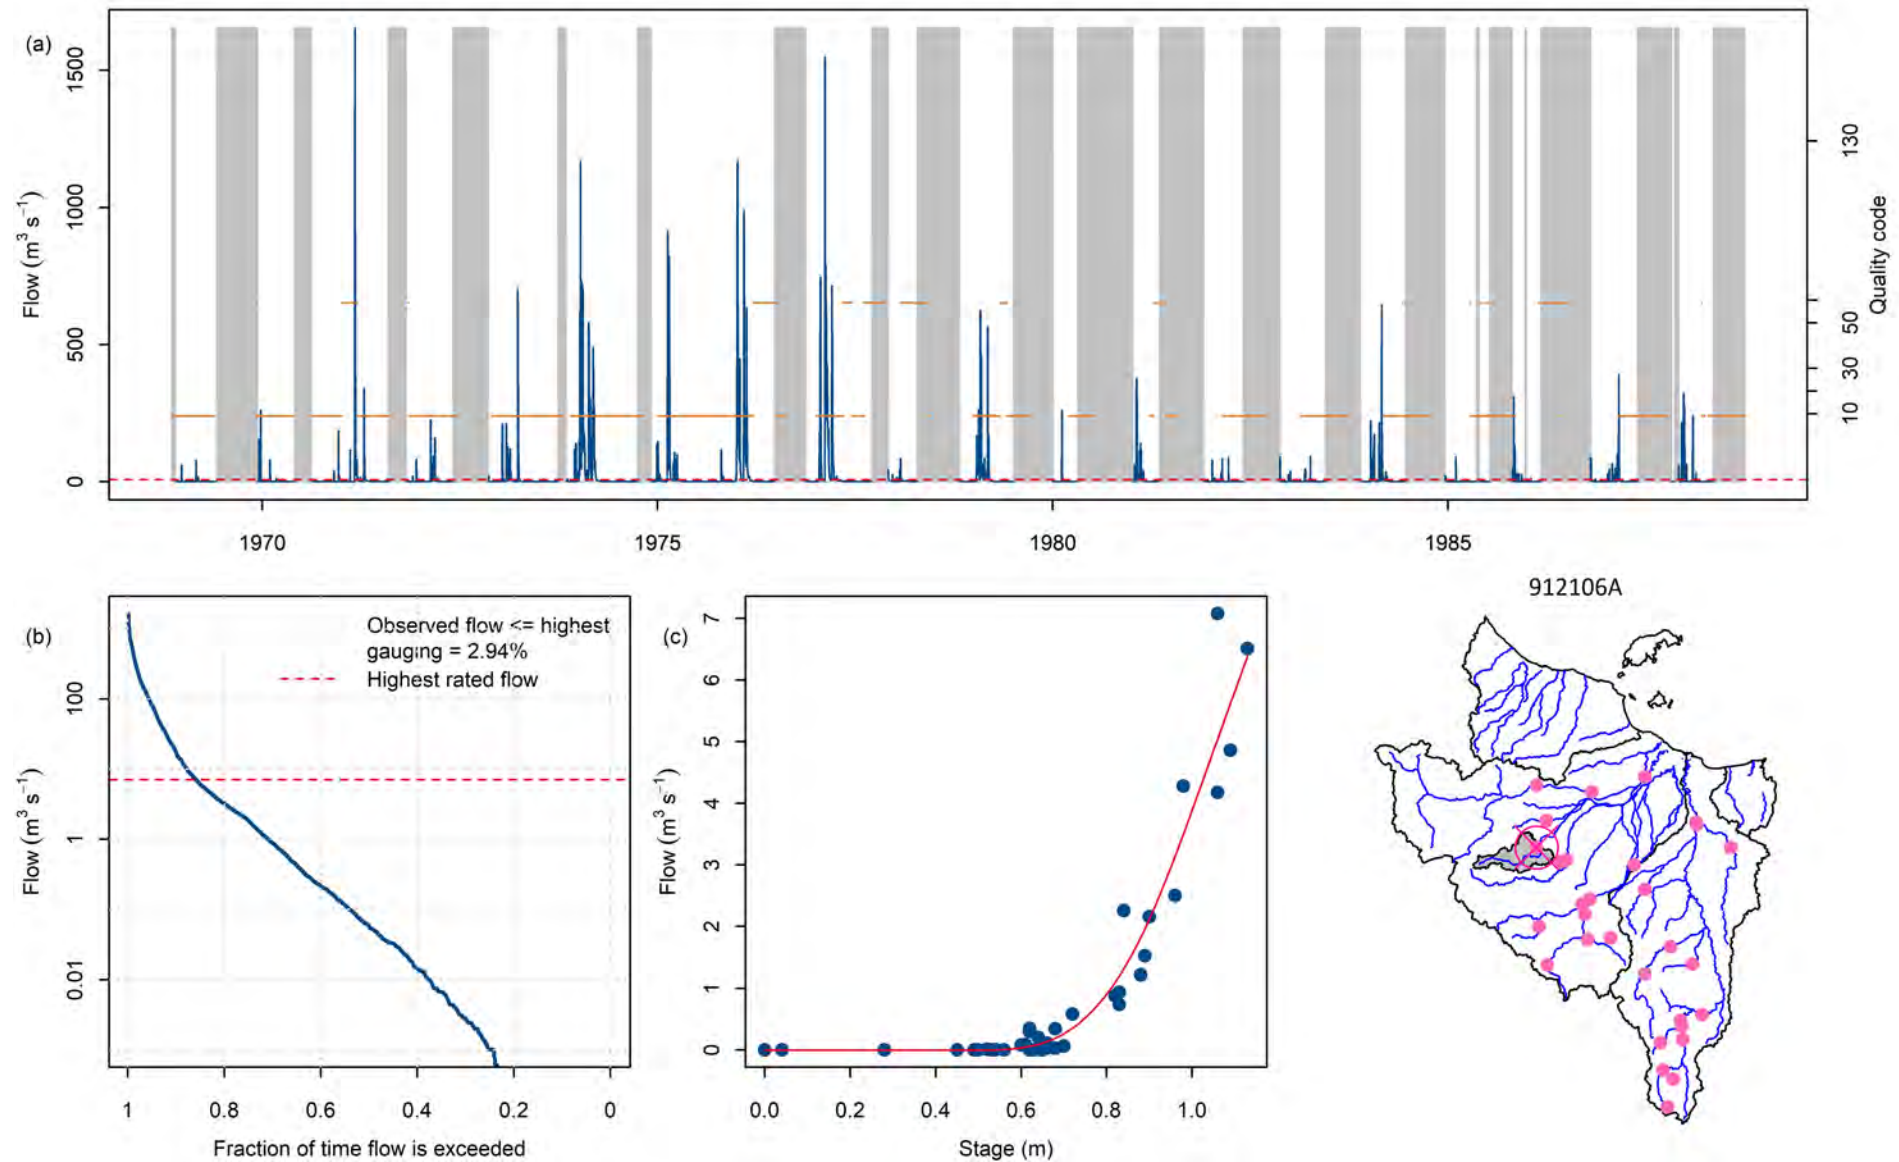 (a)
Flow (m³ s⁻¹)
1500
1000
500
0
130
50
30
10
Quality code
1970
1975
1980
1985
(b)
Flow (m³ s⁻¹)
100
1
0.01
Observed flow <= highest
gauging = 2.94%
Highest rated flow
1
0.8
0.6
0.4
0.2
0
Fraction of time flow is exceeded
(c)
Flow (m³ s⁻¹)
7
6
5
4
3
2
1
0
0.0
0.2
0.4
0.6
0.8
1.0
Stage (m)
912106A